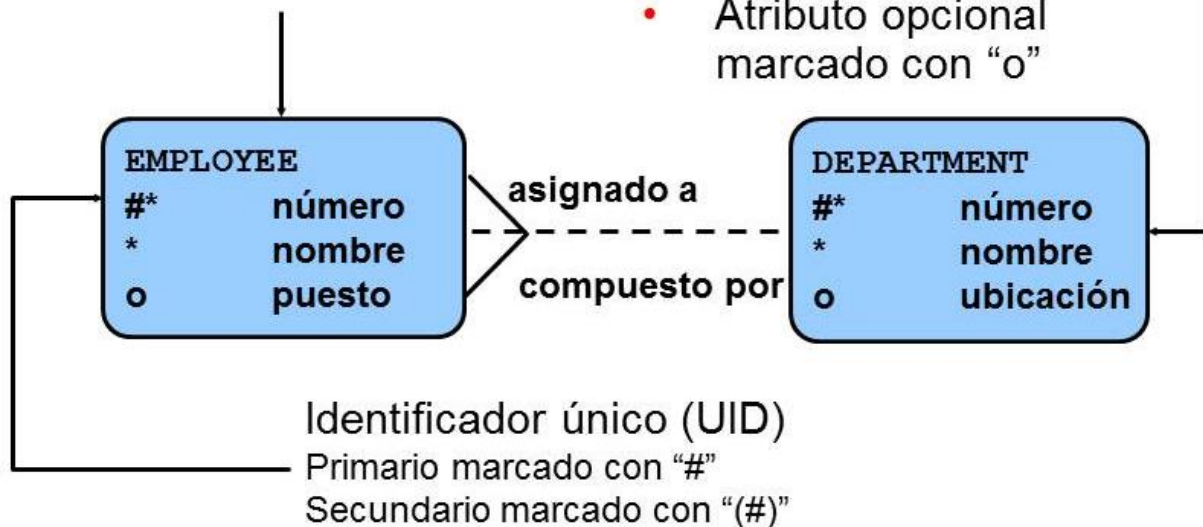 • Atributo opcional
marcado con “o”
EMPLOYEE
#* número
* nombre
o puesto
asignado a
compuesto por
DEPARTMENT
#* número
* nombre
o ubicación
Identificador único (UID)
Primario marcado con “#”
Secundario marcado con “(#)”